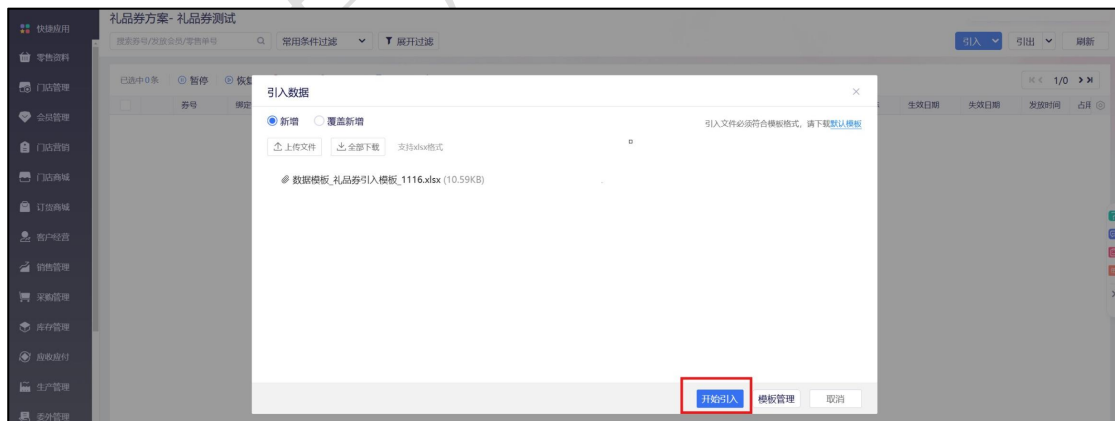 礼品券方案- 礼品券测试
快捷应用
零售资料
门店管理
会员管理
门店营销
门店商城
订货商城
客户经营
销售管理
采购管理
库存管理
应收应付
生产管理
委外管理
搜索券号/发放会员/零售单号
常用条件过滤
展开过滤
引入
引出
刷新
已选中0条
暂停
恢复
1/0
券号
绑定
生效日期
失效日期
发放时间
引入数据
新增
覆盖新增
引入文件必须符合模板格式，请下载默认模板
上传文件
全部下载
支持xlsx格式
数据模板_礼品券引入模板_1116.xlsx (10.59KB)
开始引入
模板管理
取消